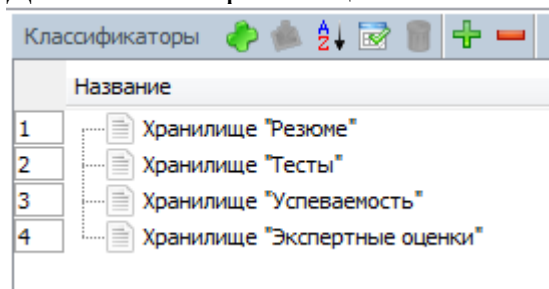 Классификаторы
Название
1 Хранилище "Резюме"
2 Хранилище "Тесты"
3 Хранилище "Успеваемость"
4 Хранилище "Экспертные оценки"